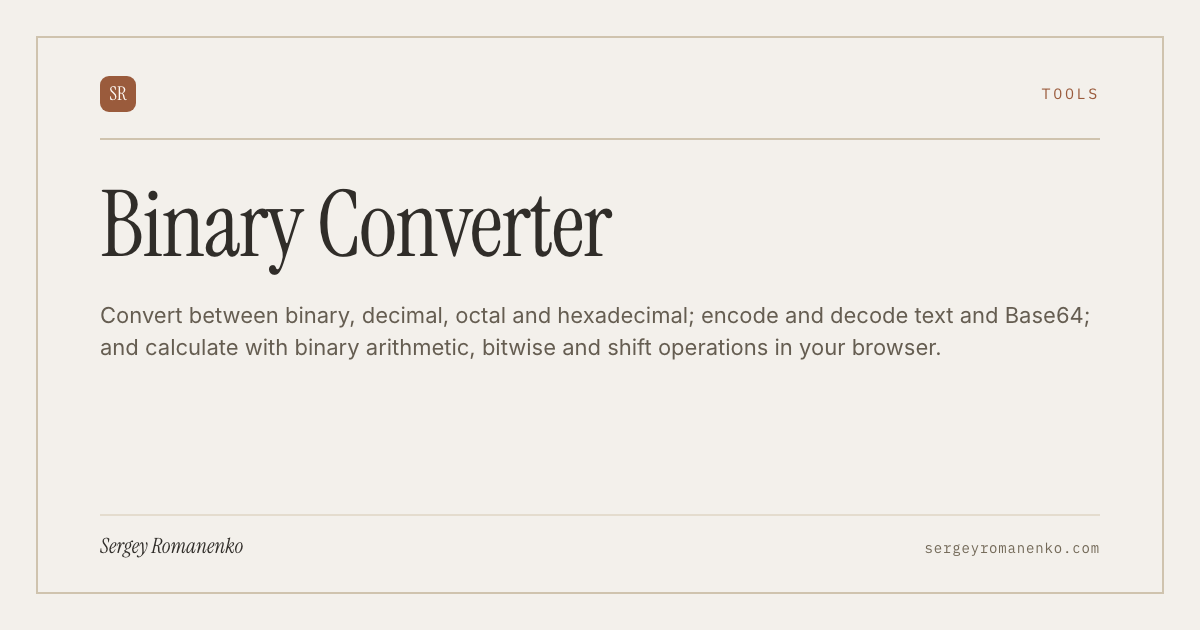 SR
TOOLS
Binary Converter
Convert between binary, decimal, octal and hexadecimal; encode and decode text and Base64;
and calculate with binary arithmetic, bitwise and shift operations in your browser.
Sergey Romanenko
sergeyromanenko.com